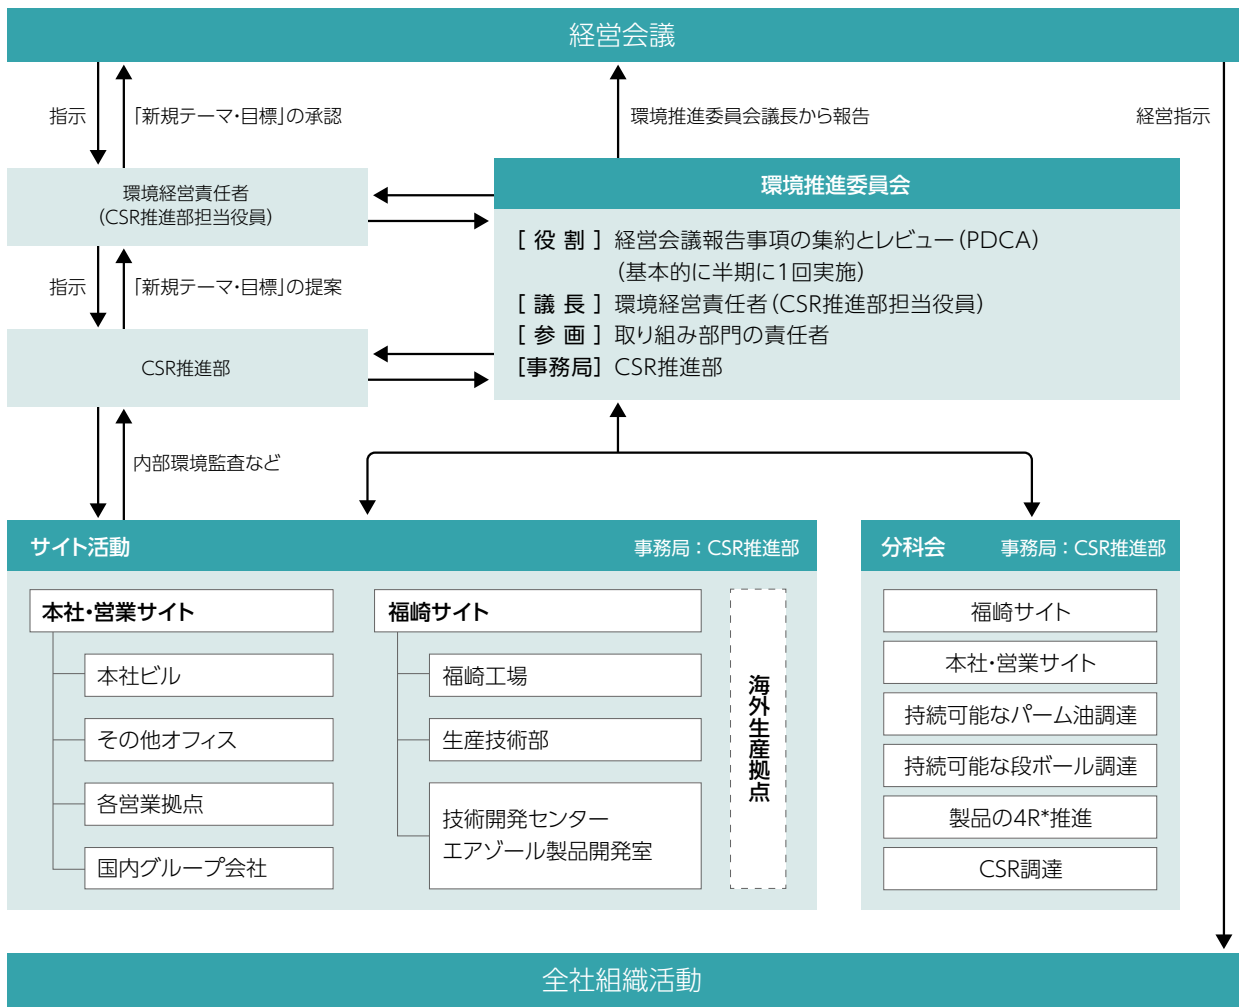 経営会議
指示
「新規テーマ・目標」の承認
環境推進委員会議長から報告
経営指示
環境経営責任者
(CSR推進部担当役員)
環境推進委員会
[ 役 割 ] 経営会議報告事項の集約とレビュー(PDCA)
(基本的に半期に1回実施)
[ 議 長 ] 環境経営責任者(CSR推進部担当役員)
[ 参 画 ] 取り組み部門の責任者
[事務局] CSR推進部
指示
「新規テーマ・目標」の提案
CSR推進部
内部環境監査など
サイト活動
事務局：CSR推進部
本社・営業サイト
本社ビル
その他オフィス
各営業拠点
国内グループ会社
福崎サイト
福崎工場
生産技術部
技術開発センター
エアゾール製品開発室
海外生産拠点
分科会
事務局：CSR推進部
福崎サイト
本社・営業サイト
持続可能なパーム油調達
持続可能な段ボール調達
製品の4R*推進
CSR調達
全社組織活動